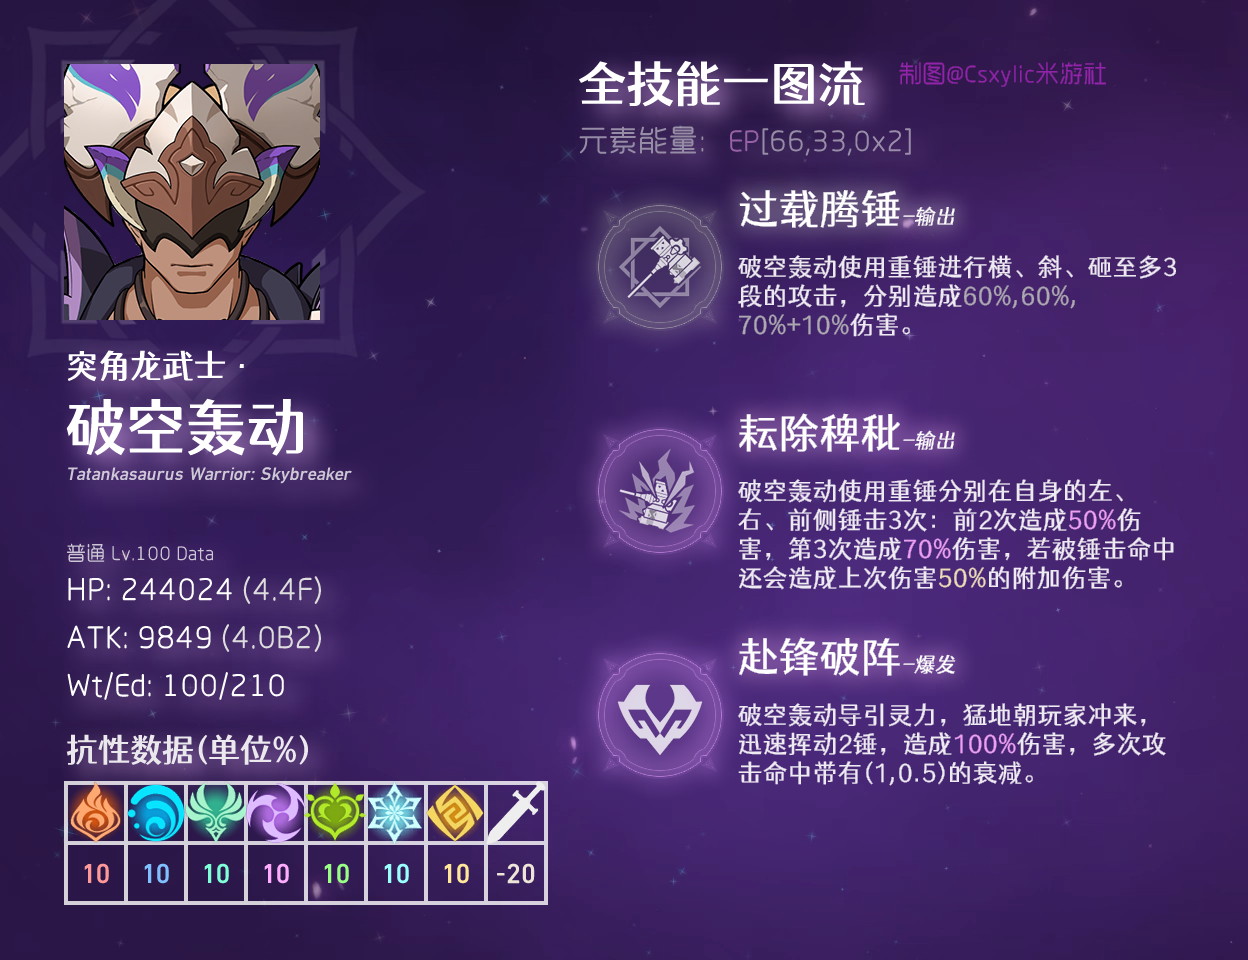 全技能一图流
制图@Csxylic米游社
元素能量: EP[66,33,0x2]
突角龙武士·
破空轰动
Tatankasaurus Warrior: Skybreaker
普通 Lv.100 Data
HP: 244024 (4.4F)
ATK: 9849 (4.0B2)
Wt/Ed: 100/210
抗性数据(单位%)
10 10 10 10 10 10 10 -20
过载腾锤-输出
破空轰动使用重锤进行横、斜、砸至多3
段的攻击，分别造成60%,60%,
70%+10%伤害。
耘除稗秕-输出
破空轰动使用重锤分别在自身的左、
右、前侧锤击3次：前2次造成50%伤
害，第3次造成70%伤害，若被锤击命中
还会造成上次伤害50%的附加伤害。
赴锋破阵-爆发
破空轰动导引灵力，猛地朝玩家冲来，
迅速挥动2锤，造成100%伤害，多次攻
击命中带有(1,0.5)的衰减。